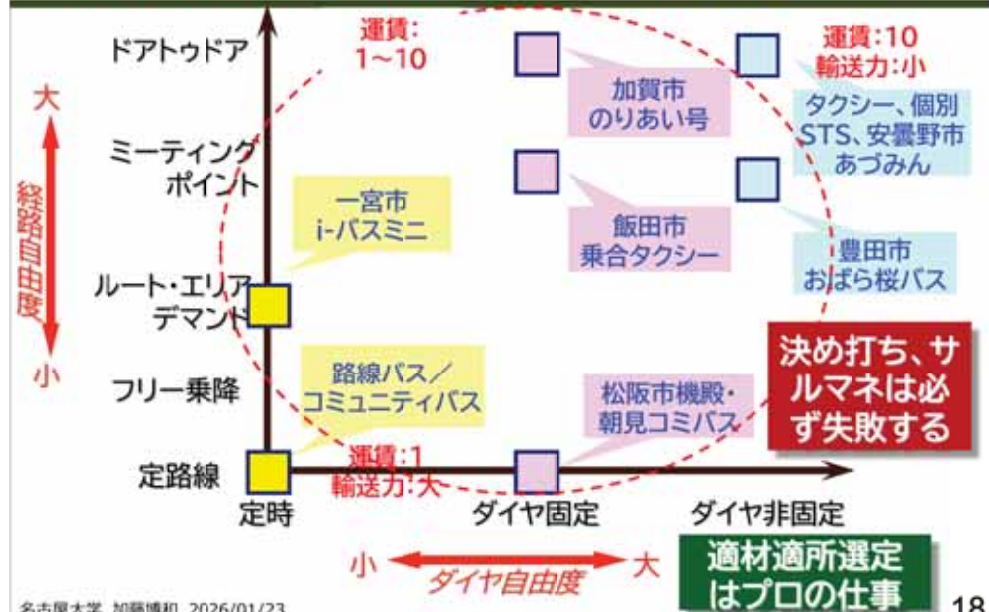 ドアトゥドア
運賃：
1～10
運賃：10
輸送力：小
加賀市
のりあい号
タクシー、個別
STS、安曇野市
あづみん
大
経路自由度
小
ミーティング
ポイント
一宮市
i-バスミニ
飯田市
乗合タクシー
豊田市
おばら桜バス
ルート・エリア
デマンド
決め打ち、サ
ルマネは必
ず失敗する
フリー乗降
路線バス／
コミュニティバス
松阪市機殿・
朝見コミバス
定路線
運賃：1
輸送力：大
定時
ダイヤ固定
ダイヤ非固定
小
ダイヤ自由度
大
適材適所選定
はプロの仕事
名古屋大学 加藤博和 2026/01/23
18